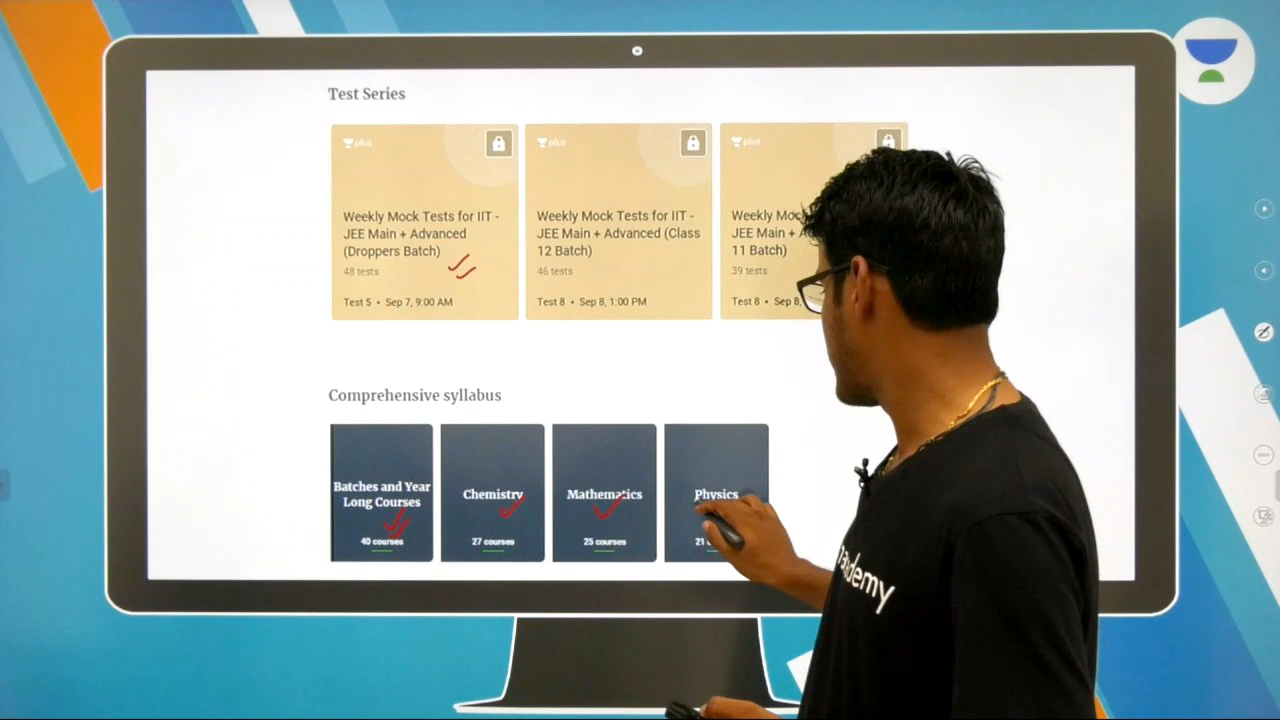 Test Series
plus
Weekly Mock Tests for IIT -
JEE Main + Advanced
(Droppers Batch)
48 tests
Test 5 • Sep 7, 9:00 AM
plus
Weekly Mock Tests for IIT -
JEE Main + Advanced (Class
12 Batch)
46 tests
Test 8 • Sep 8, 1:00 PM
plus
Weekly
JEE Main +
11 Batch)
39 tests
Test 8 • Sep 8,
Comprehensive syllabus
Batches and Year
Long Courses
40 courses
Chemistry
27 courses
Mathematics
25 courses
Physics
21